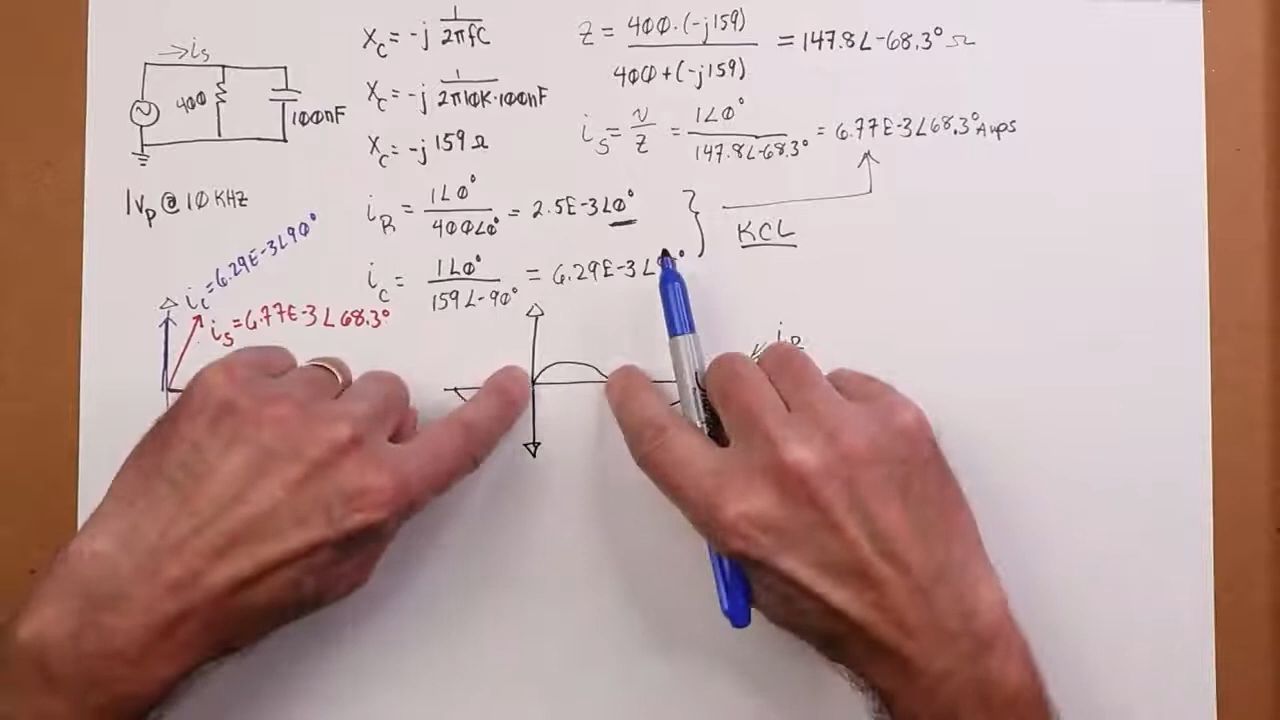 → is
400
100nF
1Vp @ 10 KHZ
Xc = -j 1/2πfC
Xc = -j 1/2π10K·100nF
Xc = -j 159 Ω
Z = 400·(-j159)/400+(-j159) = 147.8∠-68.3° Ω
is = v/Z = 1∠0°/147.8∠-68.3° = 6.77E-3∠68.3° Amps
iR = 1∠0°/400∠0° = 2.5E-3∠0°
KCL
ic = 1∠0°/159∠-90° = 6.29E-3∠
ic = 6.29E-3∠90°
is = 6.77E-3∠68.3°
iR